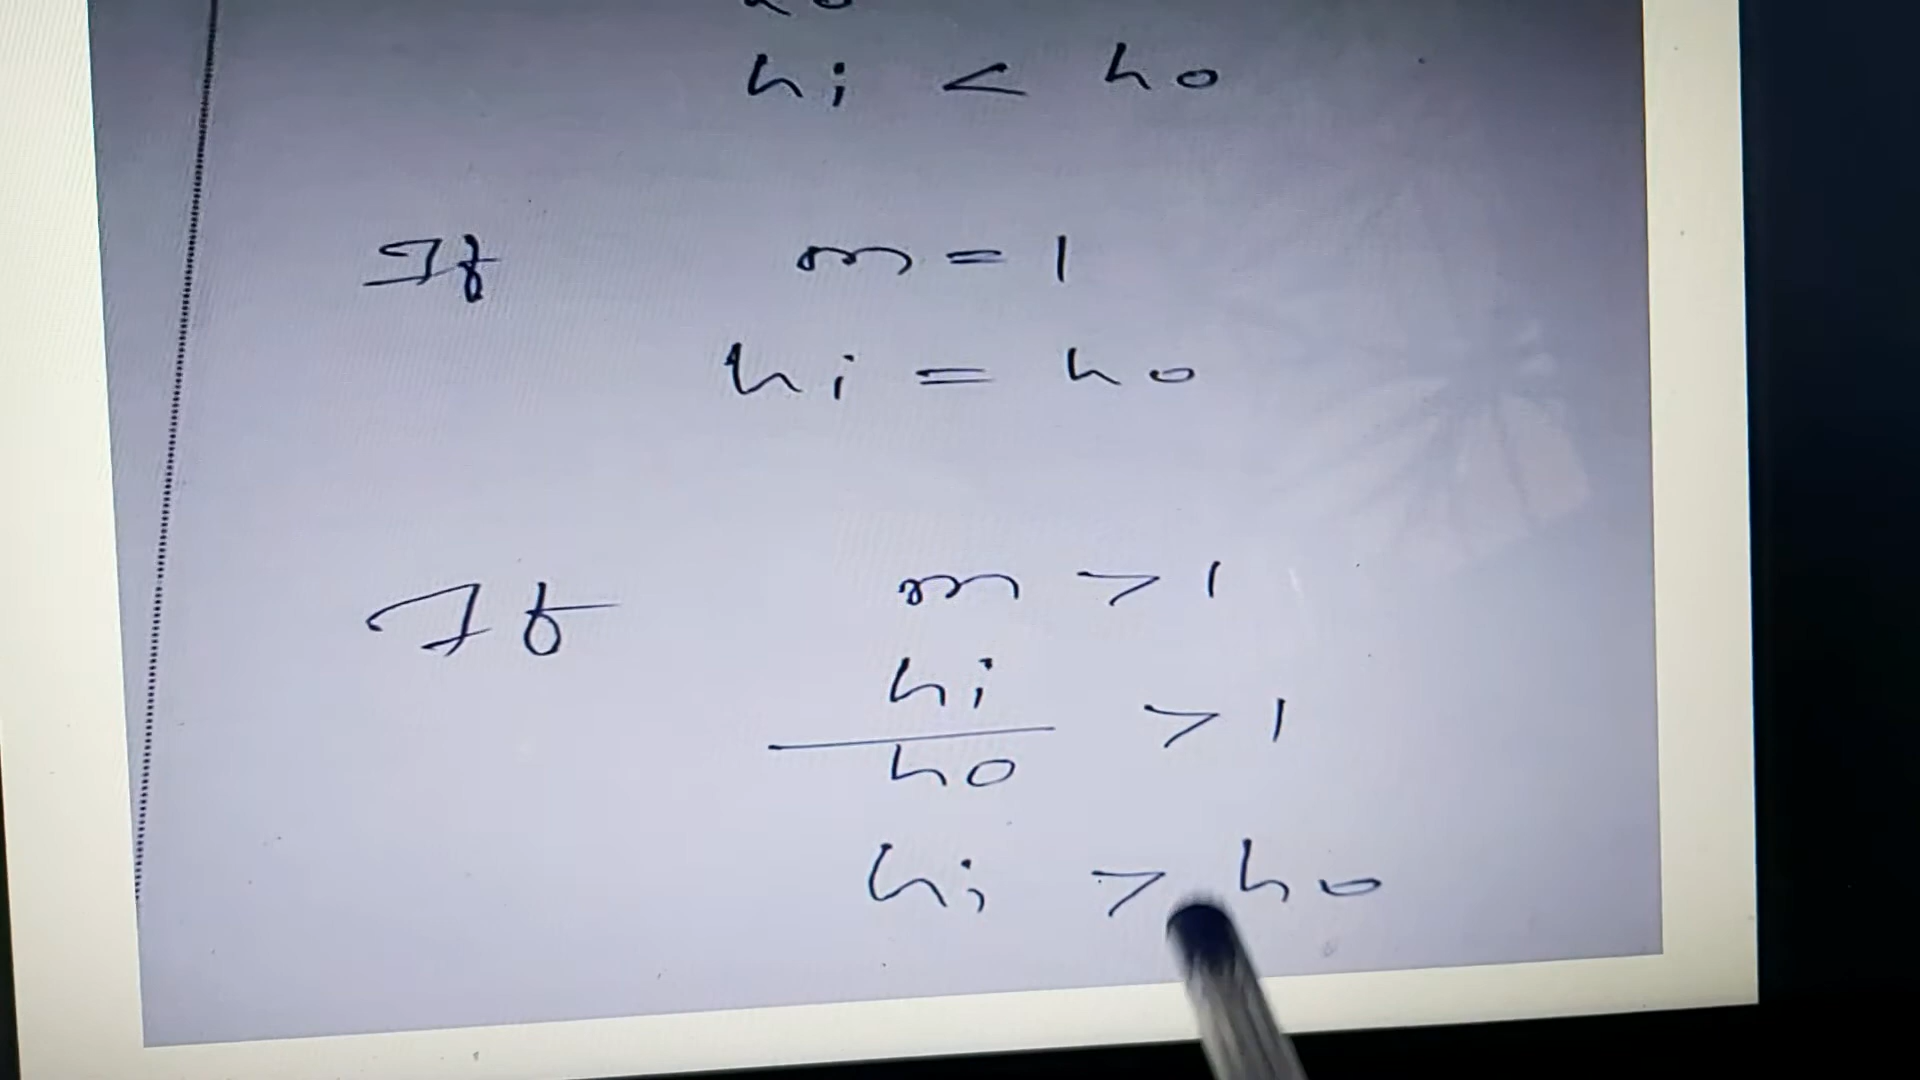 hi < ho
If m = 1
hi = ho
If m > 1
hi
ho > 1
hi > ho